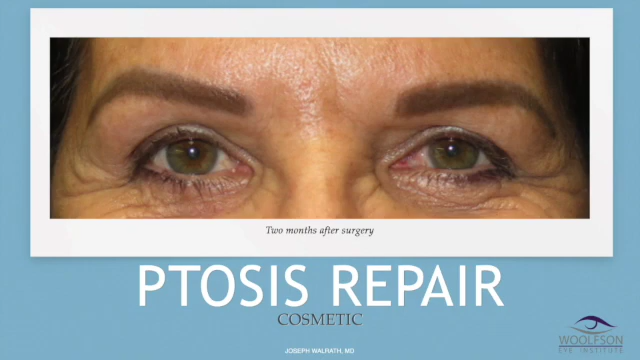 Two months after surgery
PTOSIS REPAIR
COSMETIC
WOOLFSON
EYE INSTITUTE
JOSEPH WALRATH, MD